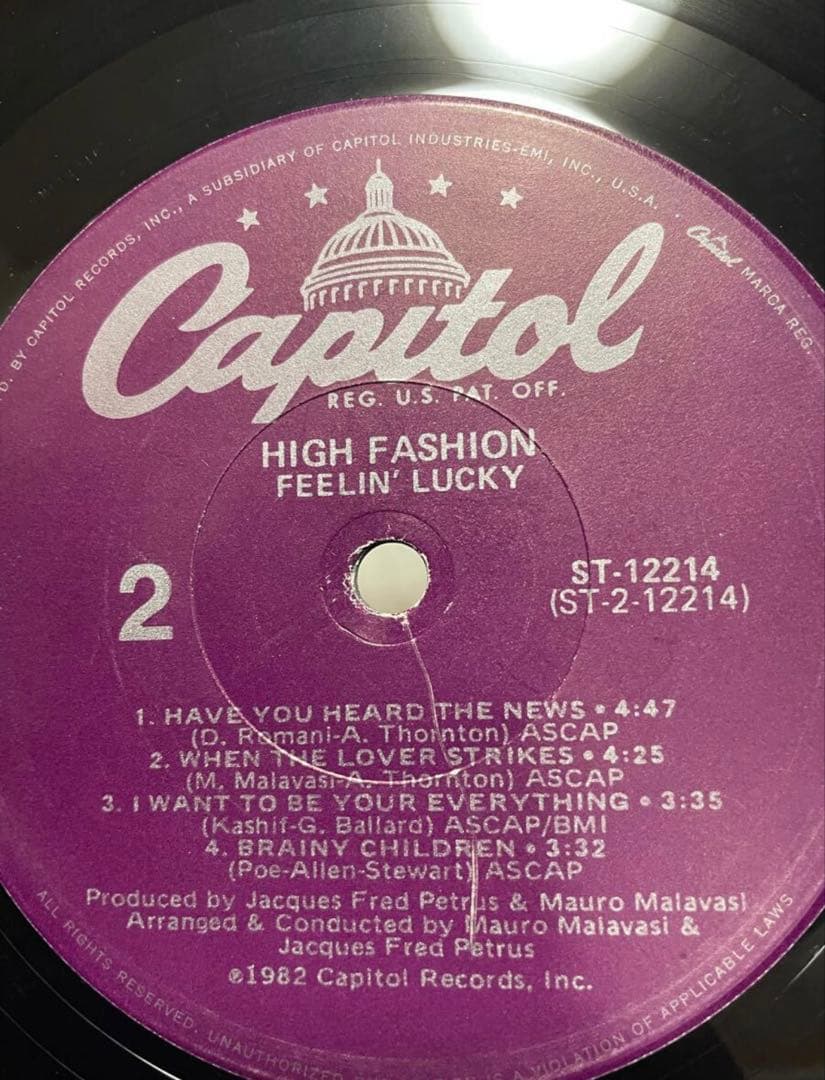 D. BY CAPITOL RECORDS, INC., A SUBSIDIARY OF CAPITOL INDUSTRIES-EMI, INC., U.S.A. · Capitol MARCA REG.
Capitol
REG. U.S. PAT. OFF.
HIGH FASHION
FEELIN' LUCKY
2
ST-12214
(ST-2-12214)
1. HAVE YOU HEARD THE NEWS • 4:47
(D. Romani-A. Thornton) ASCAP
2. WHEN THE LOVER STRIKES • 4:25
(M. Malavasi-A. Thornton) ASCAP
3. I WANT TO BE YOUR EVERYTHING • 3:35
(Kashif-G. Ballard) ASCAP/BMI
4. BRAINY CHILDREN • 3:32
(Poe-Allen-Stewart) ASCAP
Produced by Jacques Fred Petrus & Mauro Malavasi
Arranged & Conducted by Mauro Malavasi &
Jacques Fred Petrus
℗1982 Capitol Records, Inc.
ALL RIGHTS RESERVED. UNAUTHORIZED IS A VIOLATION OF APPLICABLE LAWS